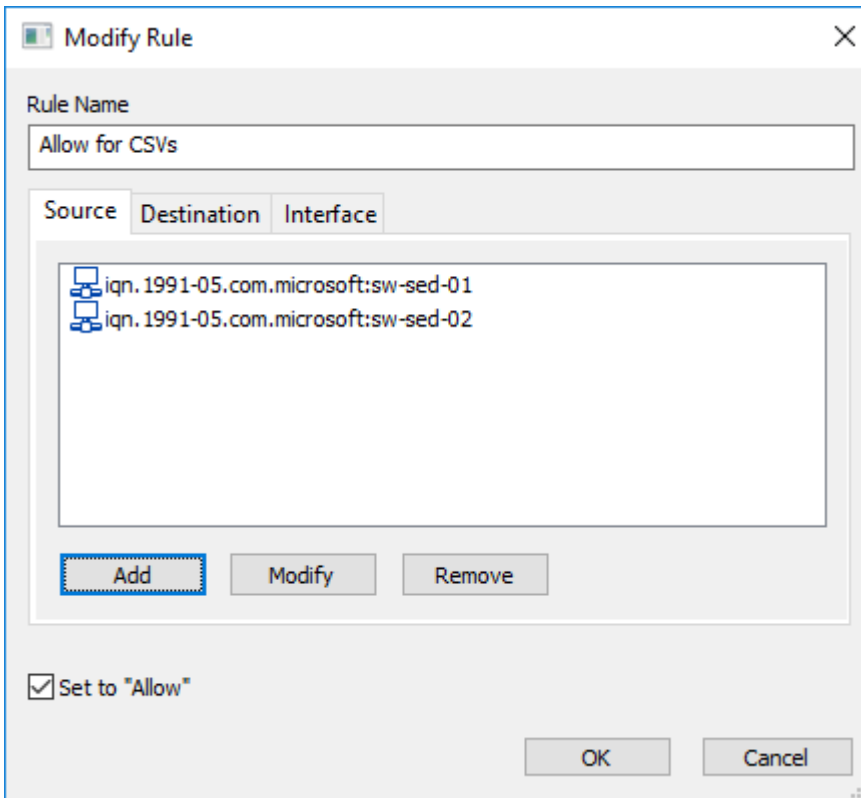 Modify Rule
Rule Name
Allow for CSVs
Source Destination Interface
iqn.1991-05.com.microsoft:sw-sed-01
iqn.1991-05.com.microsoft:sw-sed-02
Add Modify Remove
Set to "Allow"
OK Cancel